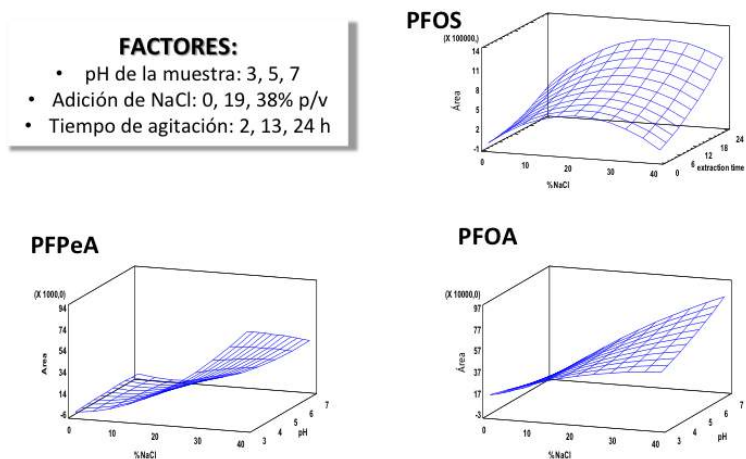 FACTORES:
• pH de la muestra: 3, 5, 7
• Adición de NaCl: 0, 19, 38% p/v
• Tiempo de agitación: 2, 13, 24 h
PFOS
(X 100000,)
14
11
8
5
2
-1
Área
0
10
20
30
40
%NaCl
0
6
12
18
24
extraction time
PFPeA
(X 1000,0)
94
74
54
34
14
-6
Área
0
10
20
30
40
%NaCl
3
4
5
6
7
pH
PFOA
(X 10000,0)
97
77
57
37
17
-3
Área
0
10
20
30
40
%NaCl
3
4
5
6
7
pH